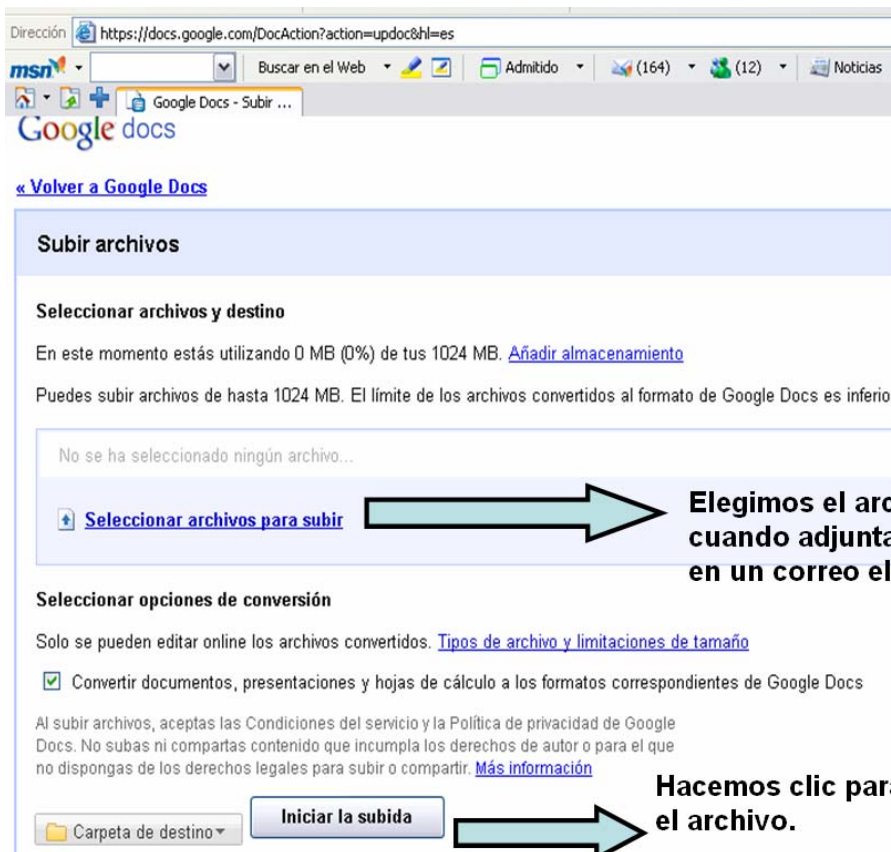 Dirección https://docs.google.com/DocAction?action=updoc&hl=es
msn Buscar en el Web Admitido (164) (12) Noticias
Google Docs - Subir ...
Google docs
« Volver a Google Docs
Subir archivos
Seleccionar archivos y destino
En este momento estás utilizando 0 MB (0%) de tus 1024 MB. Añadir almacenamiento
Puedes subir archivos de hasta 1024 MB. El límite de los archivos convertidos al formato de Google Docs es
No se ha seleccionado ningún archivo...
Seleccionar archivos para subir
Elegimos el
cuando
en un correo
Seleccionar opciones de conversión
Solo se pueden editar online los archivos convertidos. Tipos de archivo y limitaciones de tamaño
Convertir documentos, presentaciones y hojas de cálculo a los formatos correspondientes de Google Docs
Al subir archivos, aceptas las Condiciones del servicio y la Política de privacidad de Google
Docs. No subas ni compartas contenido que incumpla los derechos de autor o para el que
no dispongas de los derechos legales para subir o compartir. Más información
Hacemos clic
el archivo.
Carpeta de destino Iniciar la subida